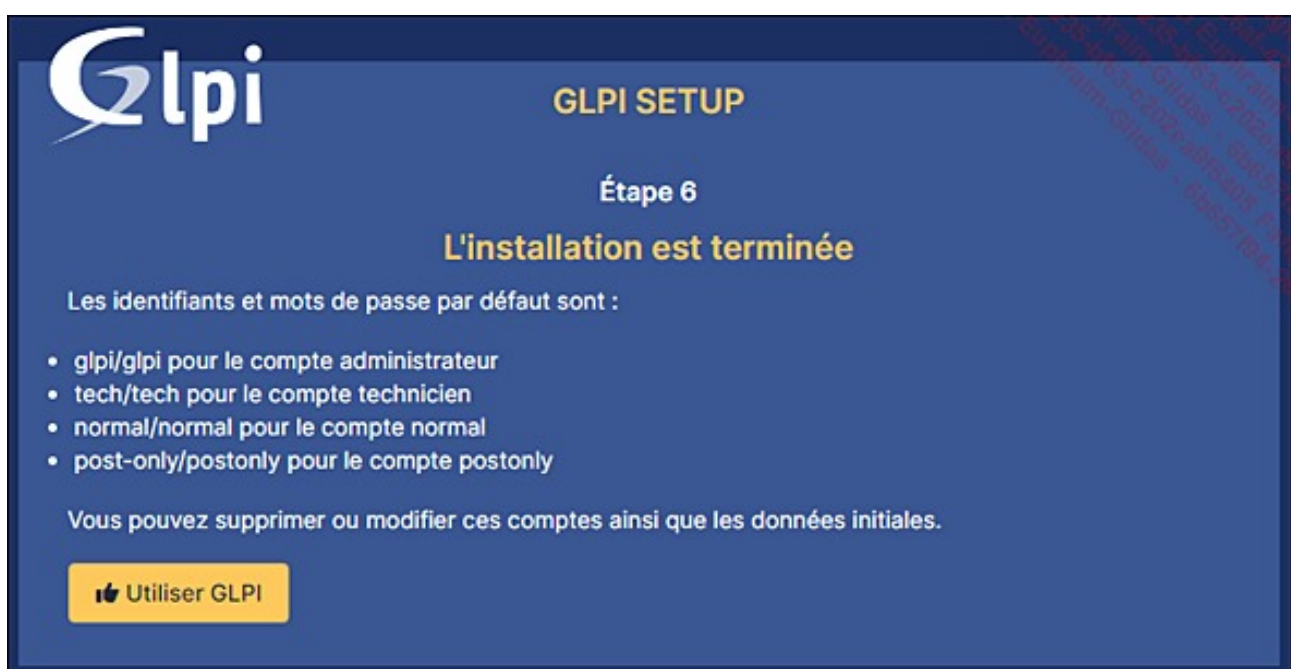 Glpi
GLPI SETUP
Étape 6
L'installation est terminée
Les identifiants et mots de passe par défaut sont :
• glpi/glpi pour le compte administrateur
• tech/tech pour le compte technicien
• normal/normal pour le compte normal
• post-only/postonly pour le compte postonly
Vous pouvez supprimer ou modifier ces comptes ainsi que les données initiales.
Utiliser GLPI